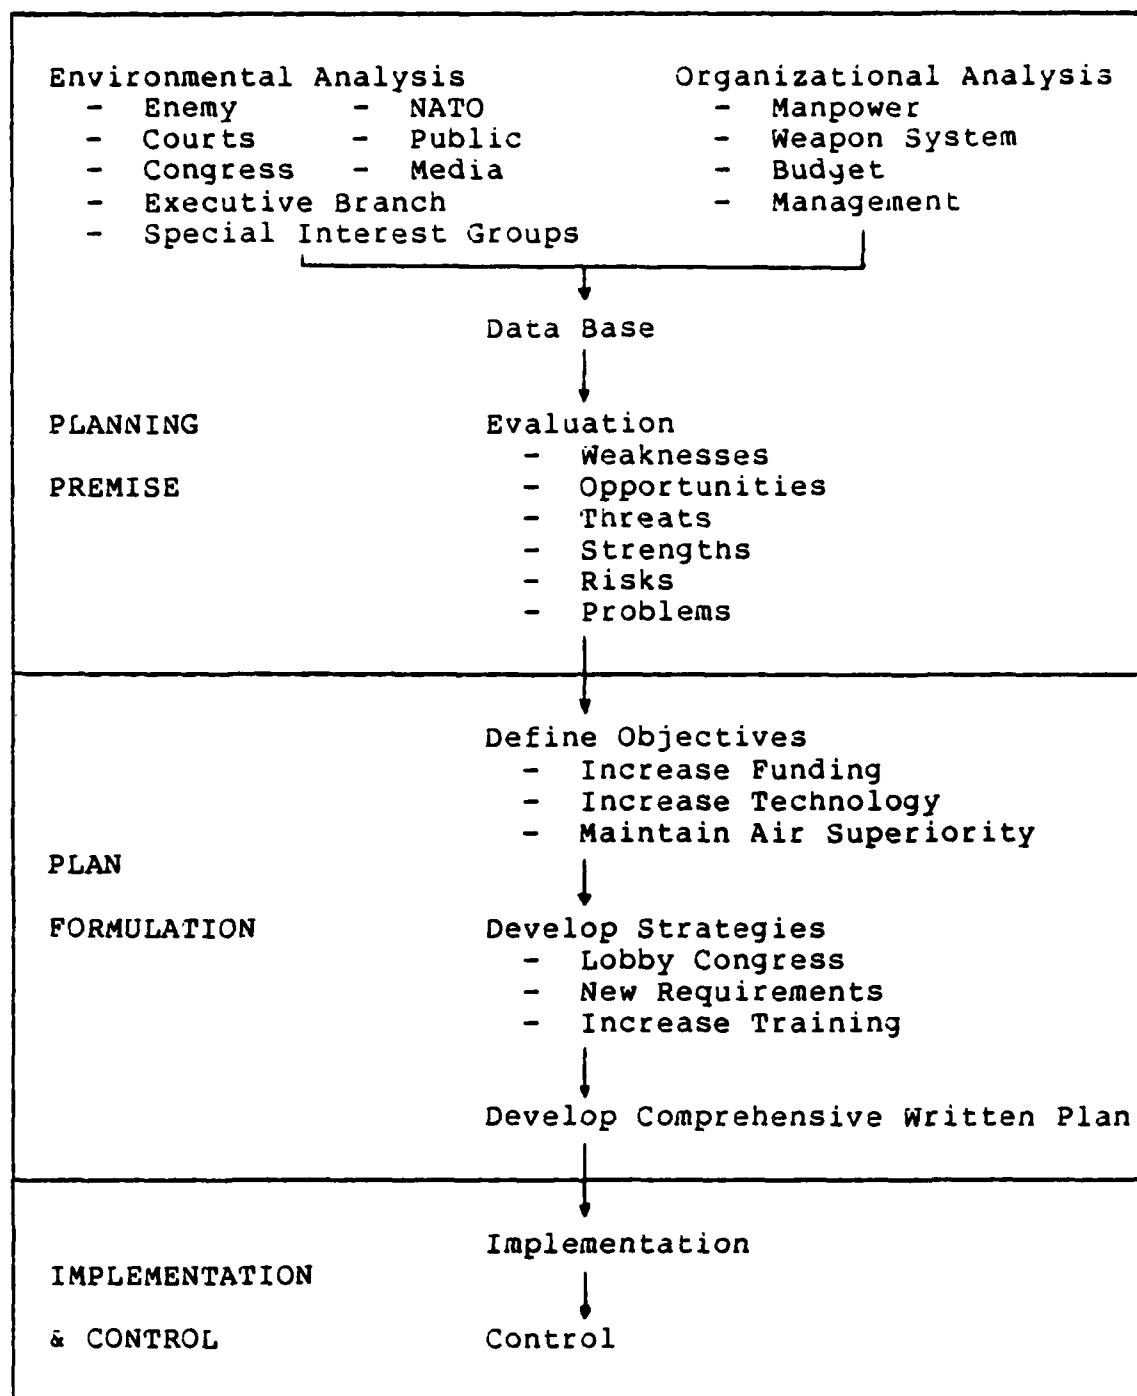 Environmental Analysis Organizational Analysis
- Enemy - NATO - Manpower
- Courts - Public - Weapon System
- Congress - Media - Budget
- Executive Branch - Management
- Special Interest Groups
Data Base
PLANNING Evaluation
- Weaknesses
PREMISE - Opportunities
- Threats
- Strengths
- Risks
- Problems
Define Objectives
- Increase Funding
- Increase Technology
- Maintain Air Superiority
PLAN
FORMULATION Develop Strategies
- Lobby Congress
- New Requirements
- Increase Training
Develop Comprehensive Written Plan
Implementation
IMPLEMENTATION
& CONTROL Control